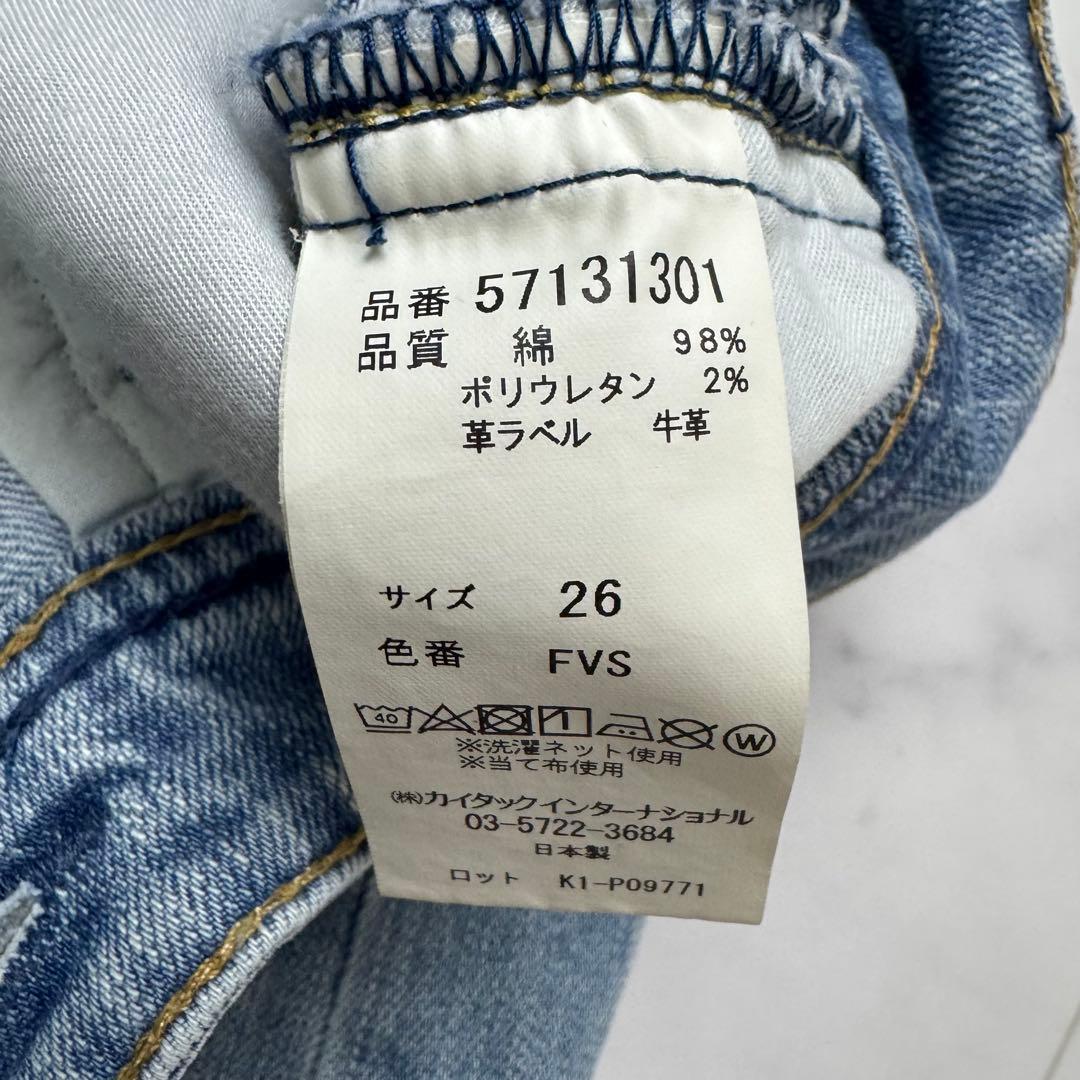 品番 57131301
品質 綿 98%
ポリウレタン 2%
革ラベル 牛革
サイズ 26
色番 FVS
40 W
※洗濯ネット使用
※当て布使用
㈱カイタックインターナショナル
03-5722-3684
日本製
ロット K1-P09771